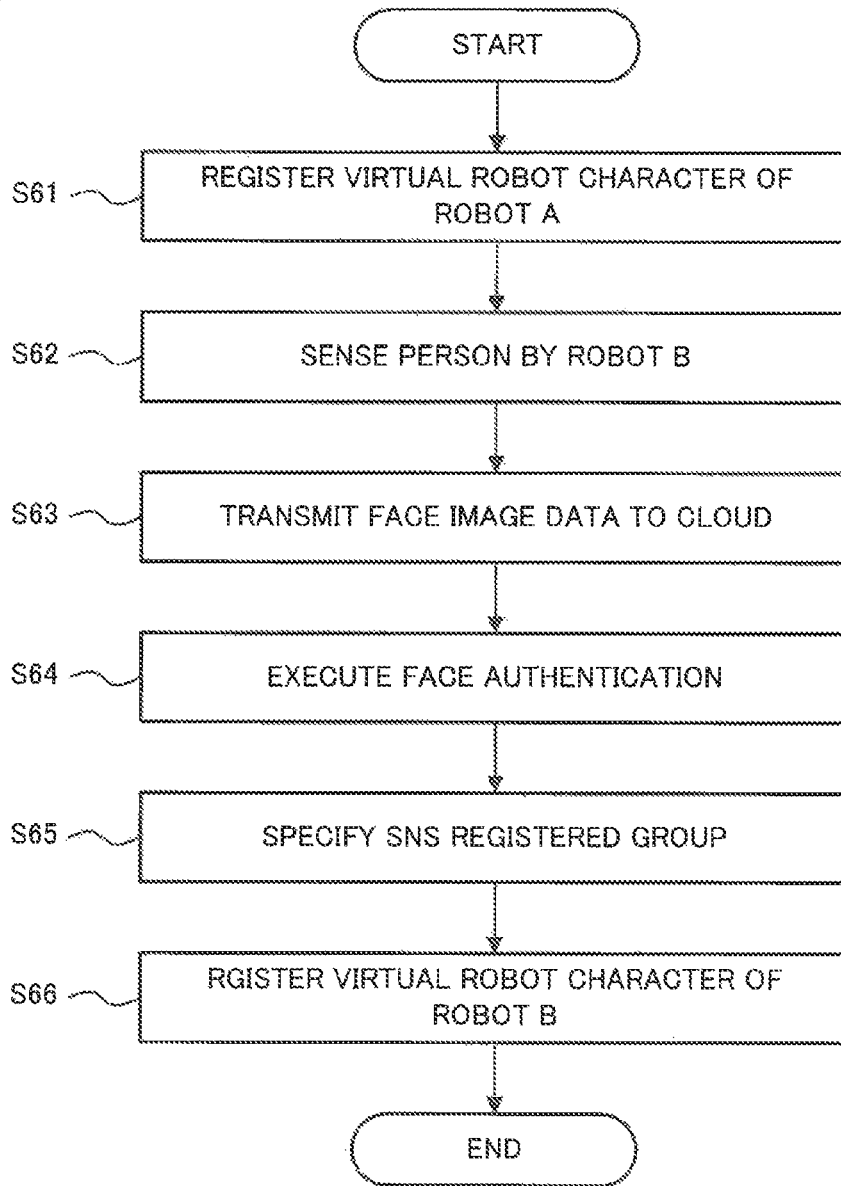 START
S61
REGISTER VIRTUAL ROBOT CHARACTER OF
ROBOT A
S62
SENSE PERSON BY ROBOT B
S63
TRANSMIT FACE IMAGE DATA TO CLOUD
S64
EXECUTE FACE AUTHENTICATION
S65
SPECIFY SNS REGISTERED GROUP
S66
RGISTER VIRTUAL ROBOT CHARACTER OF
ROBOT B
END